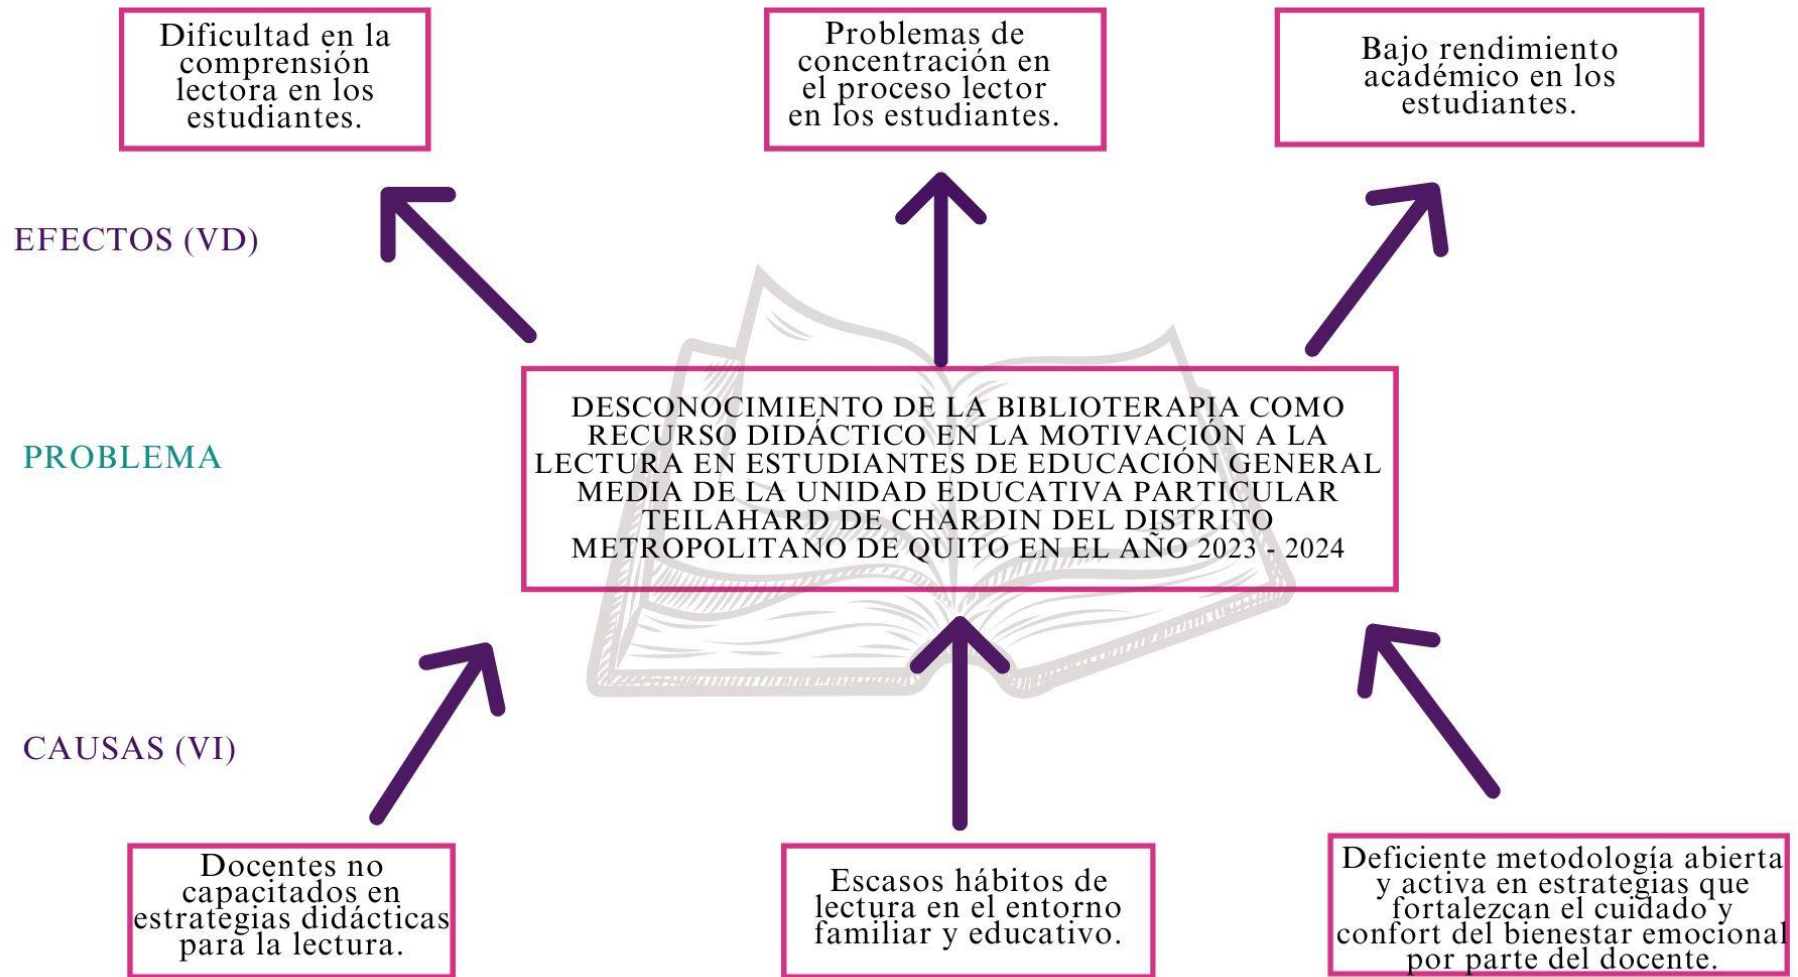 Dificultad en la
comprensión
lectora en los
estudiantes.
Problemas de
concentración en
el proceso lector
en los estudiantes.
Bajo rendimiento
académico en los
estudiantes.
EFECTOS (VD)
PROBLEMA
DESCONOCIMIENTO DE LA BIBLIOTERAPIA COMO
RECURSO DIDÁCTICO EN LA MOTIVACIÓN A LA
LECTURA EN ESTUDIANTES DE EDUCACIÓN GENERAL
MEDIA DE LA UNIDAD EDUCATIVA PARTICULAR
TEILAHARD DE CHARDIN DEL DISTRITO
METROPOLITANO DE QUITO EN EL AÑO 2023 - 2024
CAUSAS (VI)
Docentes no
capacitados en
estrategias didácticas
para la lectura.
Escasos hábitos de
lectura en el entorno
familiar y educativo.
Deficiente metodología abierta
y activa en estrategias que
fortalezcan el cuidado y
confort del bienestar emocional
por parte del docente.